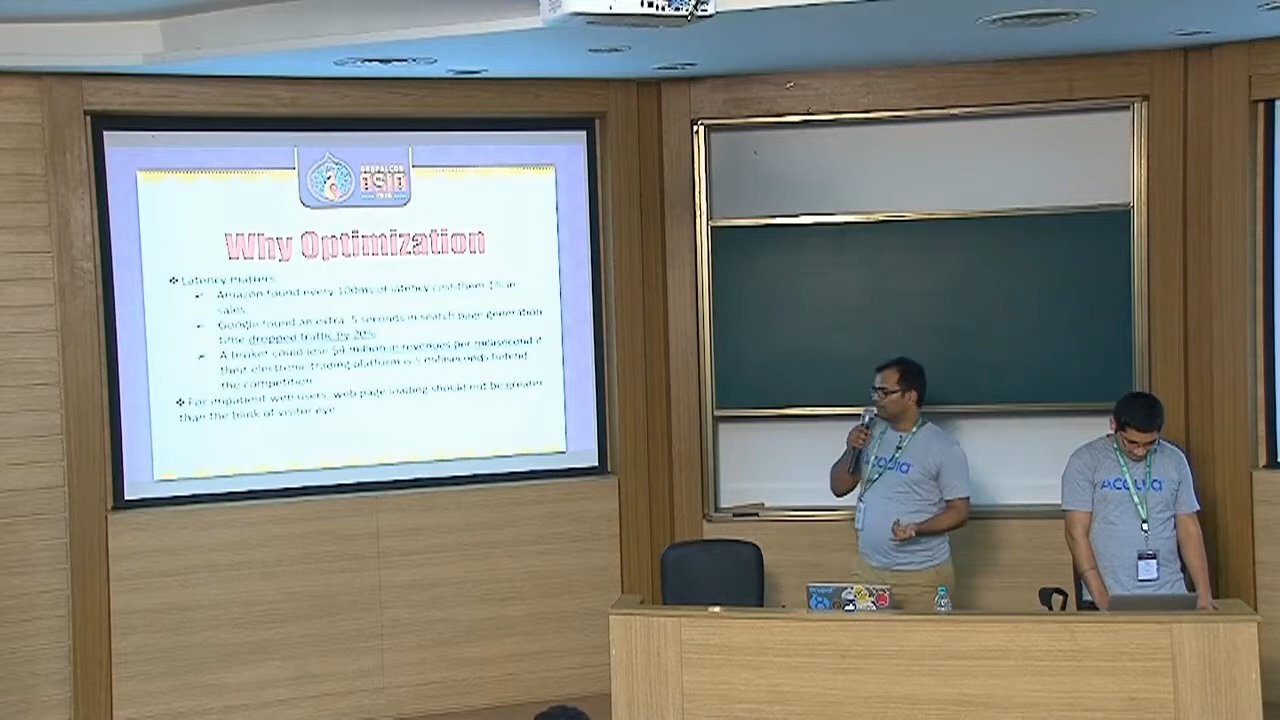 DRUPALCON
Why Optimization
❖ Latency matters
➢ Amazon found every 100ms of latency cost them 1% in
sales.
➢ Google found an extra .5 seconds in search page generation
time dropped traffic by 20%
➢ A broker could lose $4 million in revenues per millisecond if
their electronic trading platform is 5 milliseconds behind
the competition
❖ For impatient web users, web page loading should not be greater
than the blink of visitor eye
ACQUIA
ACQUIA